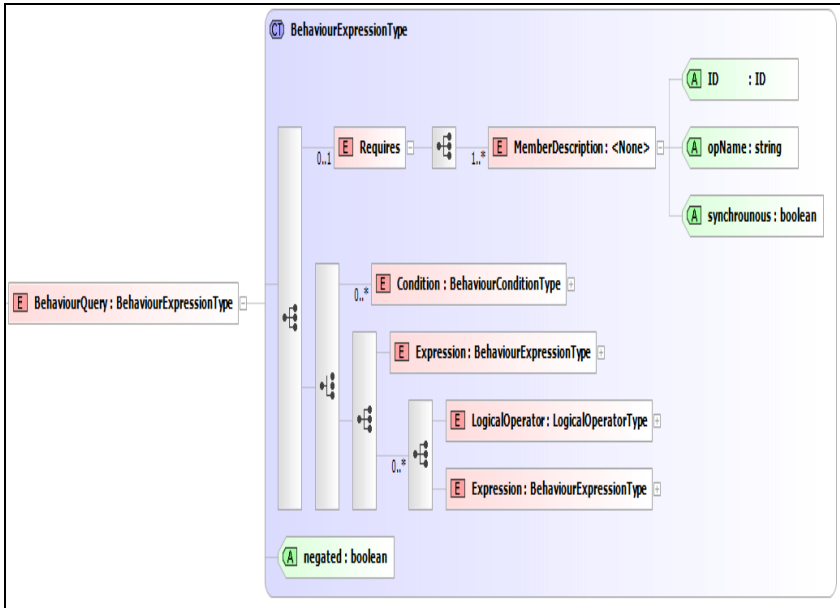 CT BehaviourExpressionType
A ID : ID
0..1 E Requires
1..* E MemberDescription : <None>
A opName : string
A synchrounous : boolean
E BehaviourQuery : BehaviourExpressionType
0..* E Condition : BehaviourConditionType
E Expression : BehaviourExpressionType
0..*
E LogicalOperator : LogicalOperatorType
E Expression : BehaviourExpressionType
A negated : boolean